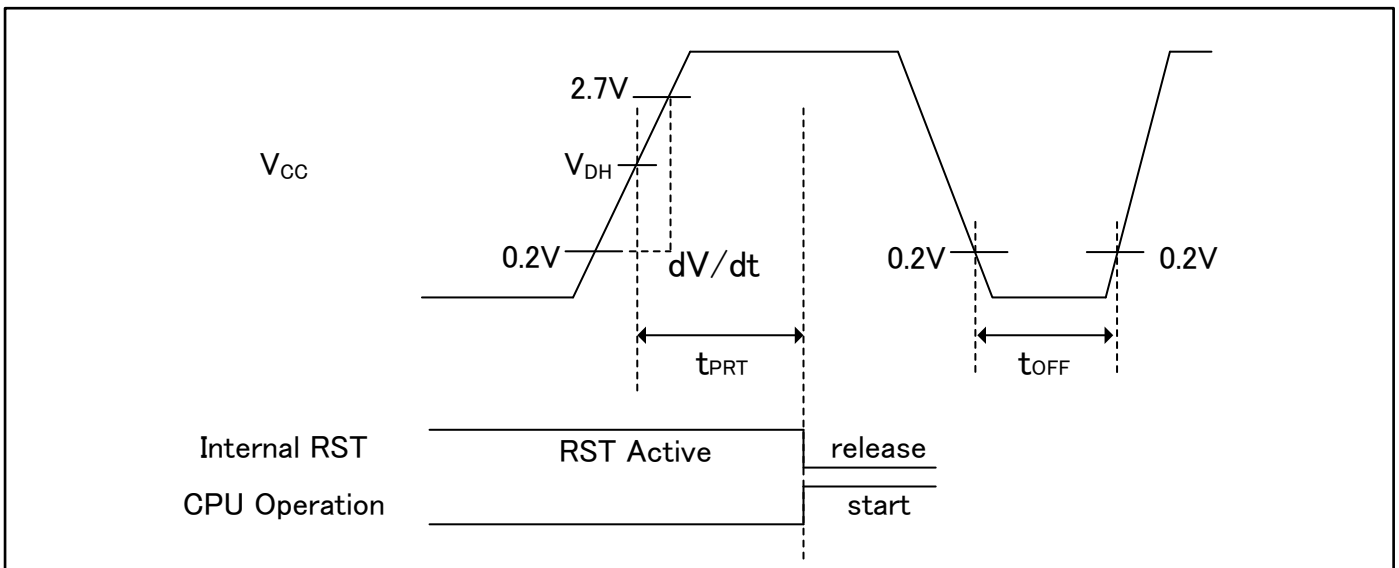 2.7V
VCC
VDH
0.2V
dV/dt
0.2V
0.2V
tPRT
tOFF
Internal RST
RST Active
release
CPU Operation
start